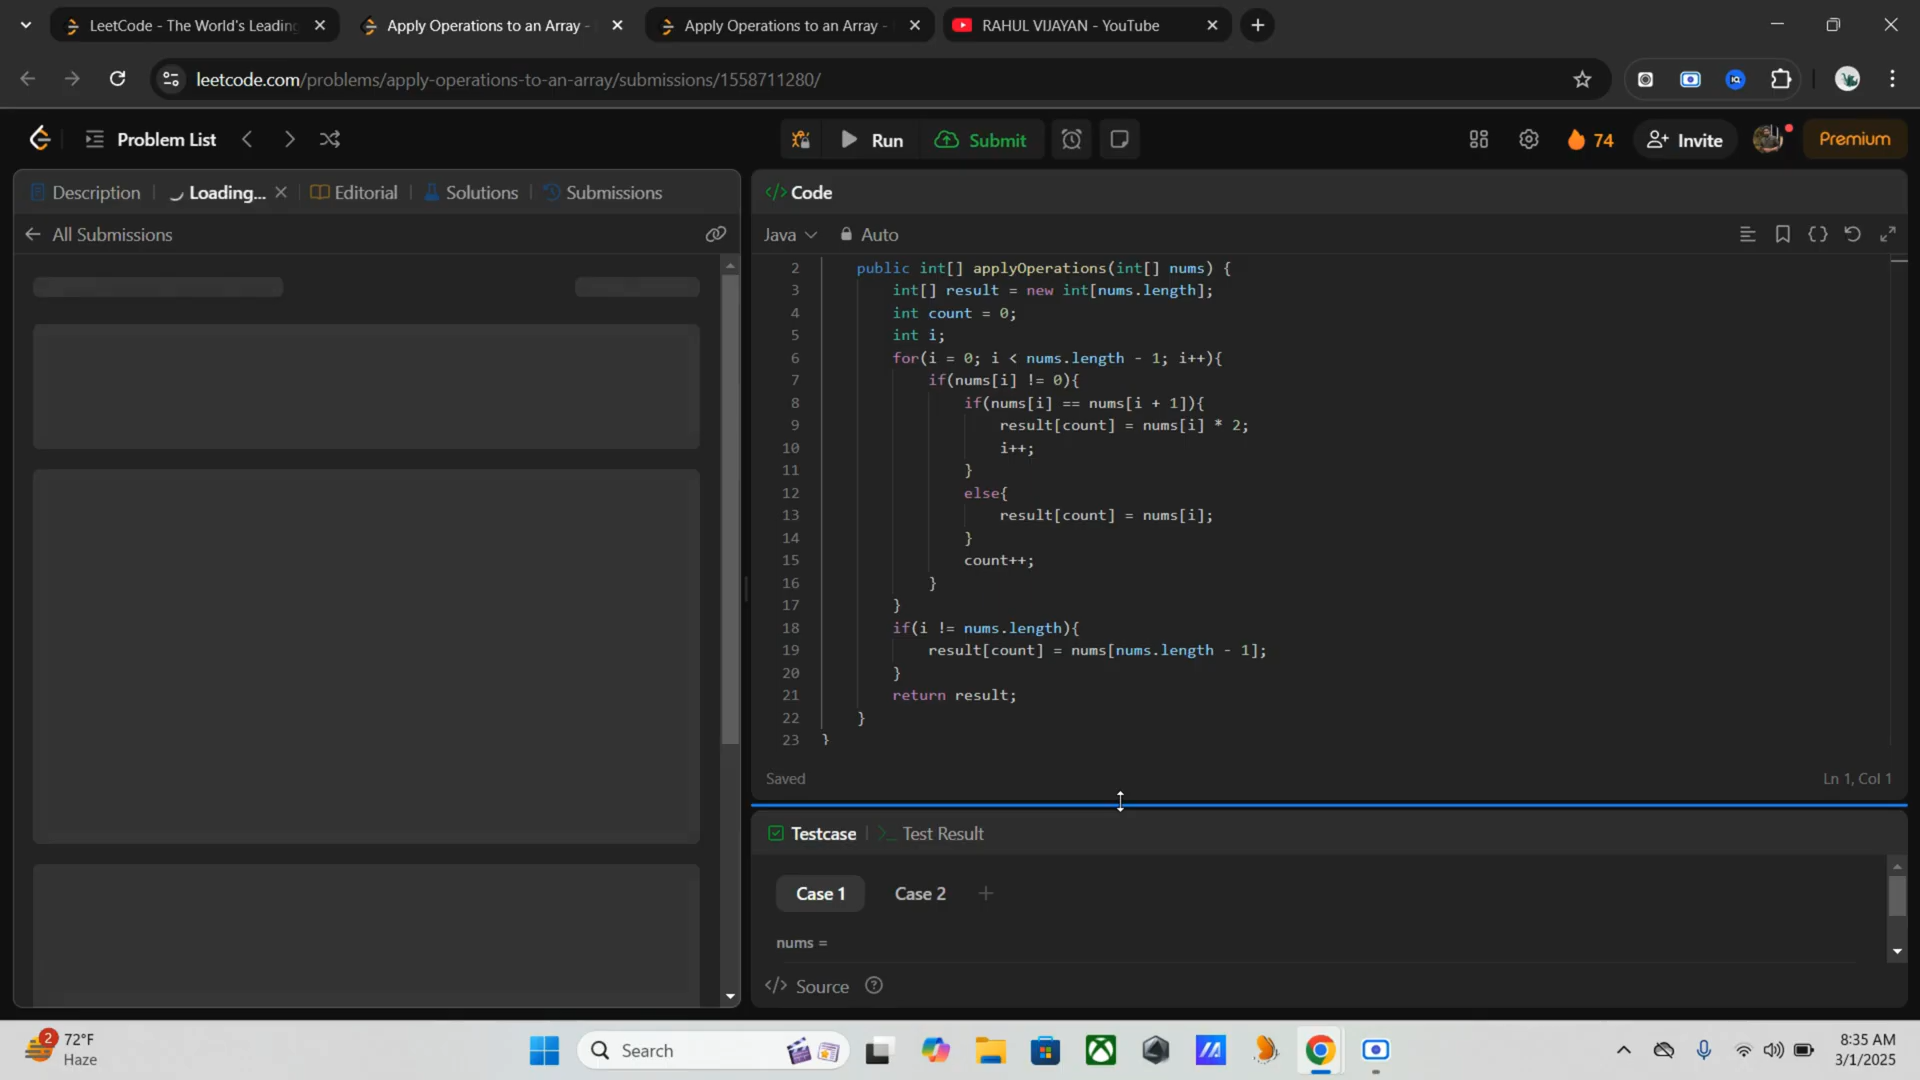 LeetCode - The World's Leading
Apply Operations to an Array -
Apply Operations to an Array -
RAHUL VIJAYAN - YouTube
leetcode.com/problems/apply-operations-to-an-array/submissions/1558711280/
Problem List
Run
Submit
74
Invite
Premium
Description
Loading...
Editorial
Solutions
Submissions
All Submissions
</> Code
Java
Auto
2 public int[] applyOperations(int[] nums) {
3 int[] result = new int[nums.length];
4 int count = 0;
5 int i;
6 for(i = 0; i < nums.length - 1; i++){
7 if(nums[i] != 0){
8 if(nums[i] == nums[i + 1]){
9 result[count] = nums[i] * 2;
10 i++;
11 }
12 else{
13 result[count] = nums[i];
14 }
15 count++;
16 }
17 }
18 if(i != nums.length){
19 result[count] = nums[nums.length - 1];
20 }
21 return result;
22 }
23 }
Saved
Ln 1, Col 1
Testcase
Test Result
Case 1
Case 2
nums =
</> Source
2
72°F
Haze
Search
8:35 AM
3/1/2025